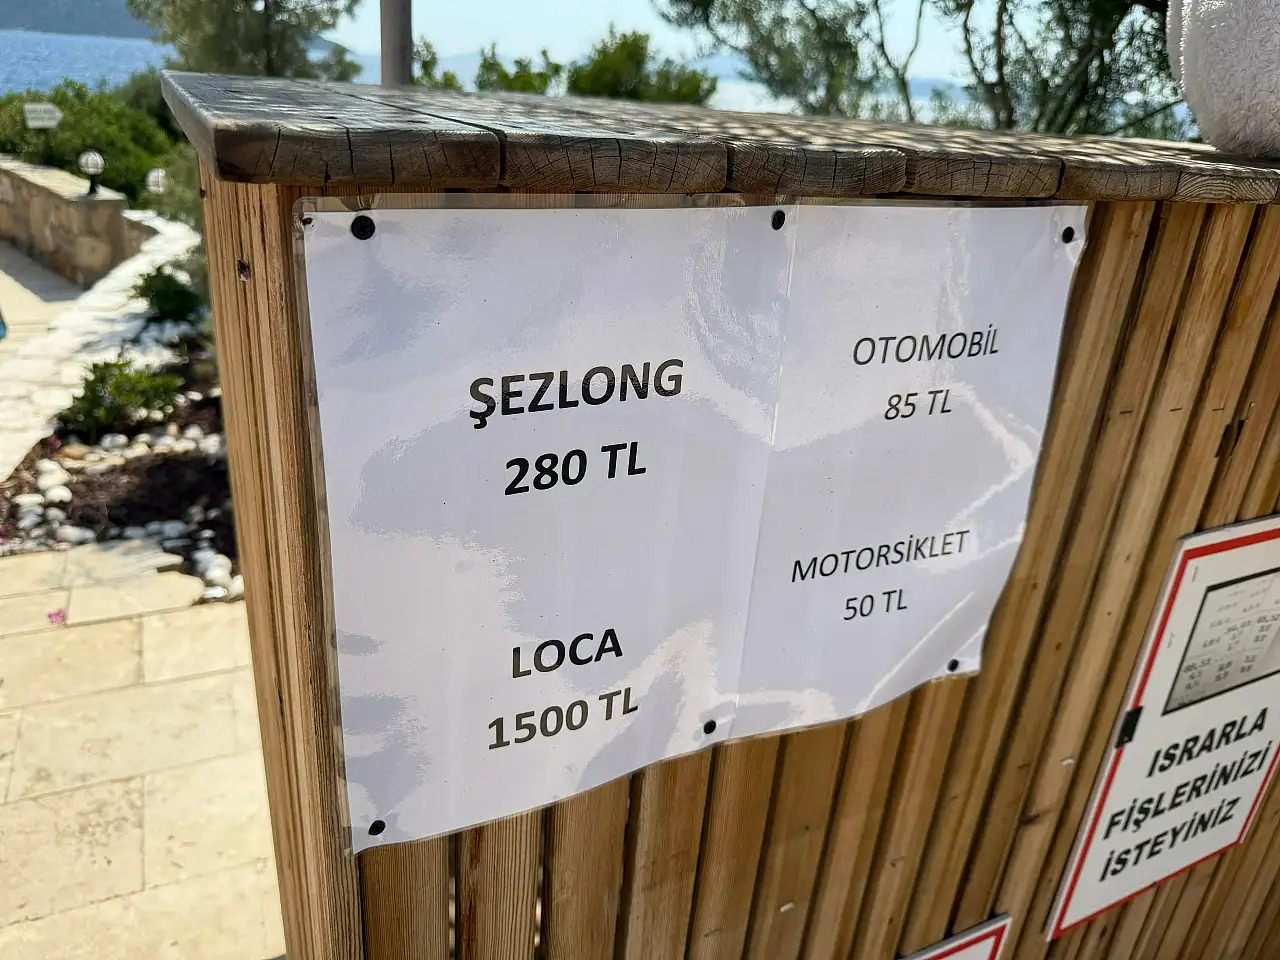 ŞEZLONG
280 TL
LOCA
1500 TL
OTOMOBİL
85 TL
MOTORSİKLET
50 TL
ISRARLA
FİŞLERİNİZİ
İSTEYİNİZ